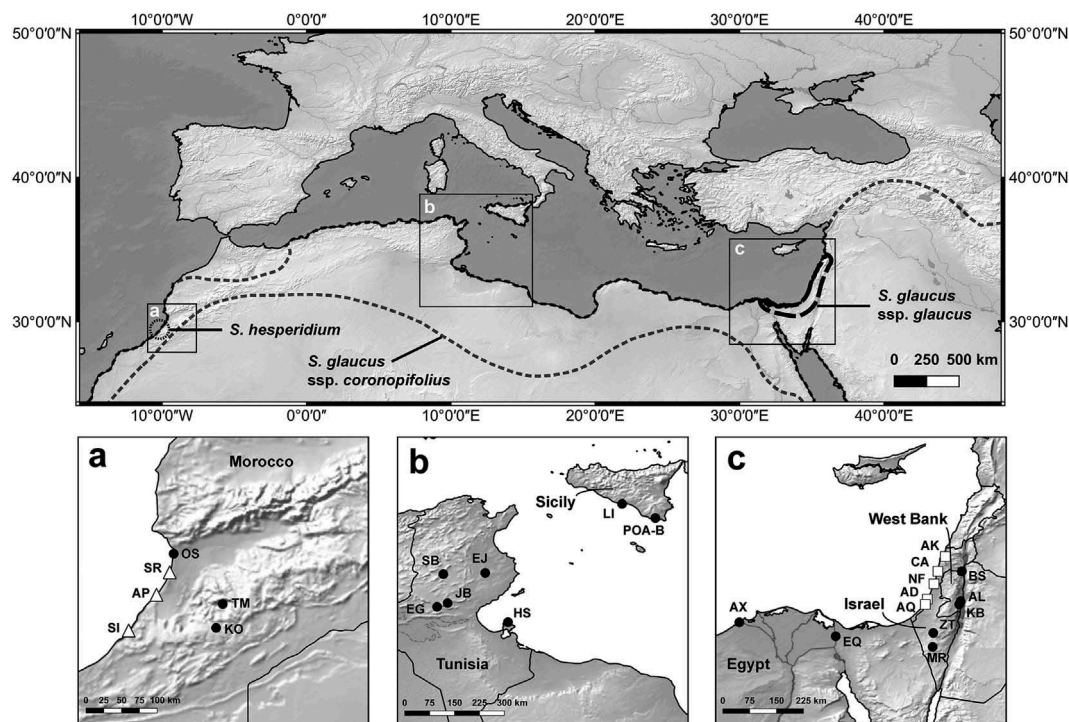 10°0'0"W 0°0'0" 10°0'0"E 20°0'0"E 30°0'0"E 40°0'0"E
50°0'0"N 50°0'0"N
40°0'0"N 40°0'0"N
b
c
S. glaucus
ssp. glaucus
a
30°0'0"N 30°0'0"N
S. hesperidium
S. glaucus
ssp. coronopifolius
0 250 500 km
10°0'0"W 0°0'0" 10°0'0"E 20°0'0"E 30°0'0"E 40°0'0"E
a
Morocco
OS
SR
AP
TM
SI
KO
0 25 50 75 100 km
b
Sicily
LI
POA-B
SB
EJ
JB
EG
HS
Tunisia
0 75 150 225 300 km
c
West Bank
AK
CA
BS
NF
AD
AL
AQ
KB
Israel
AX
ZT
EQ
MR
Egypt
0 75 150 225 km